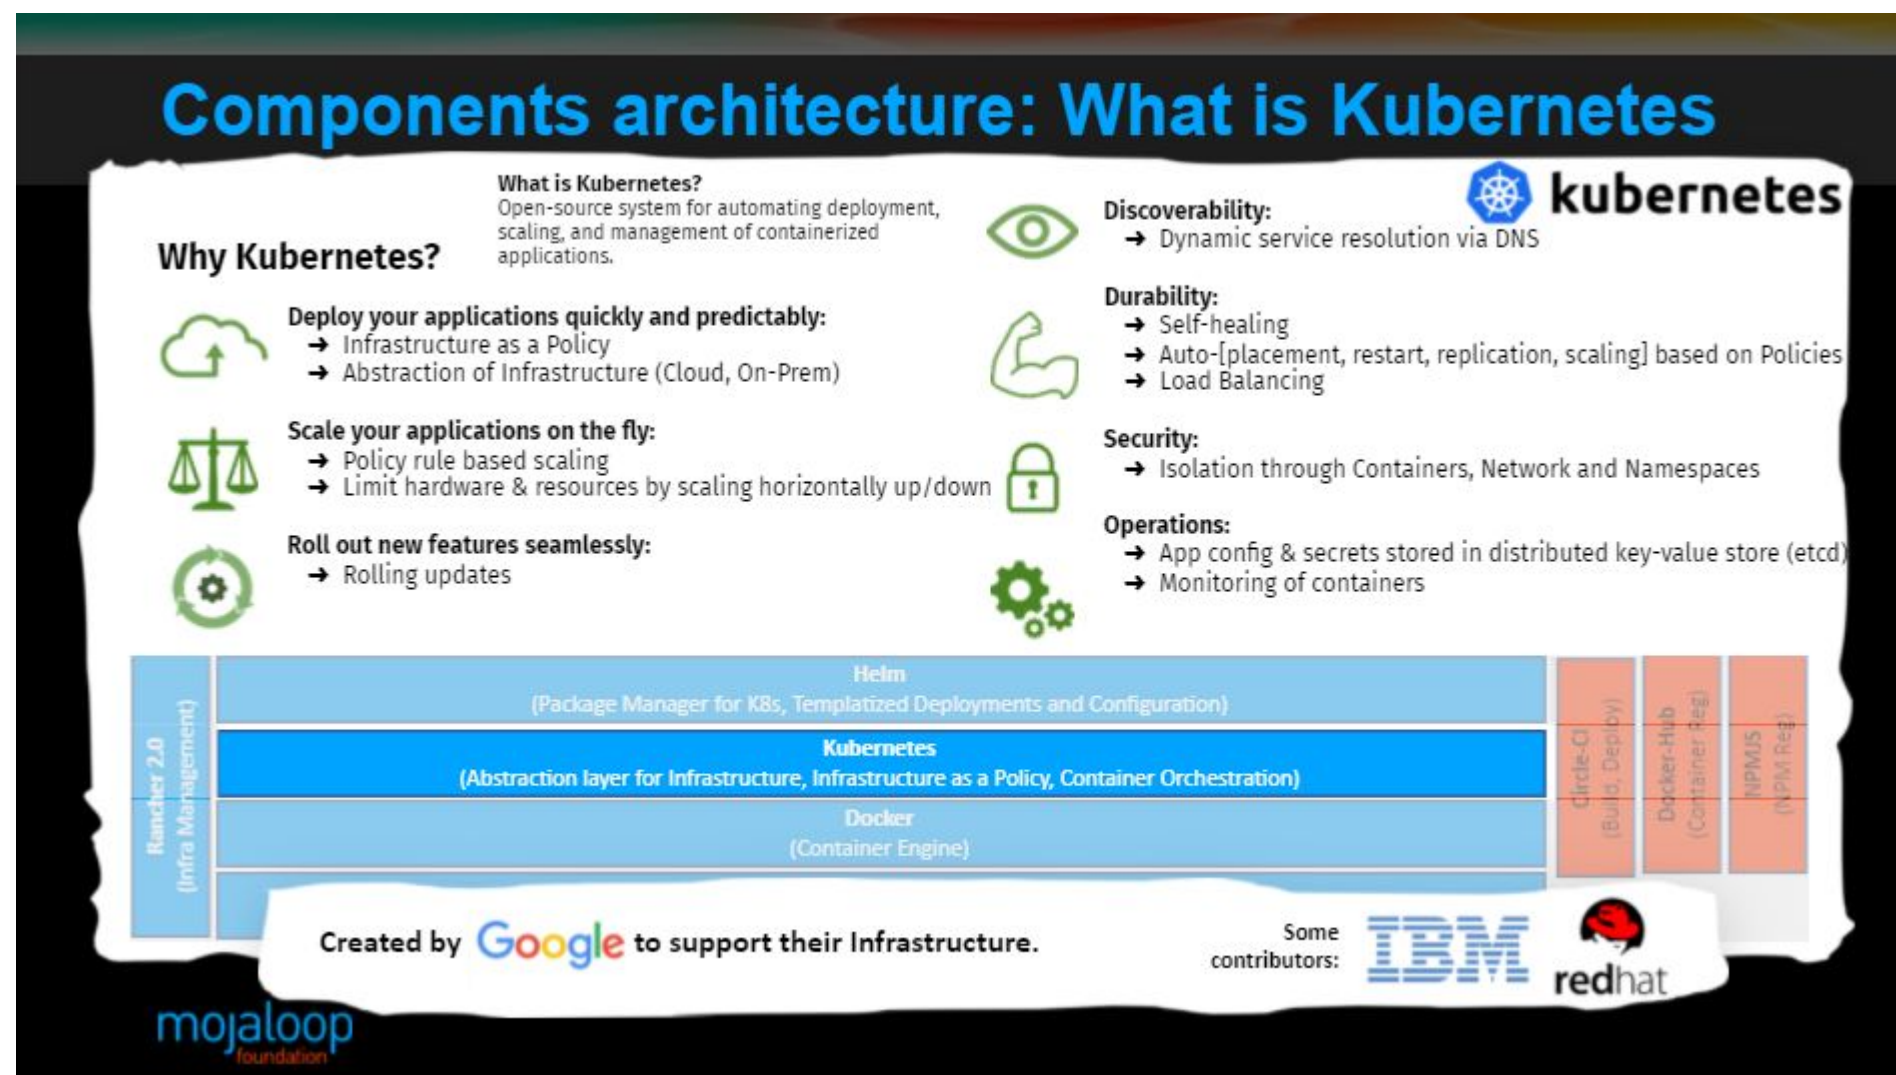 Components architecture: What is Kubernetes
What is Kubernetes?
Open-source system for automating deployment,
scaling, and management of containerized
applications.
Why Kubernetes?
Deploy your applications quickly and predictably:
➔ Infrastructure as a Policy
➔ Abstraction of Infrastructure (Cloud, On-Prem)
Scale your applications on the fly:
➔ Policy rule based scaling
➔ Limit hardware & resources by scaling horizontally up/down
Roll out new features seamlessly:
➔ Rolling updates
kubernetes
Discoverability:
➔ Dynamic service resolution via DNS
Durability:
➔ Self-healing
➔ Auto-[placement, restart, replication, scaling] based on Policies
➔ Load Balancing
Security:
➔ Isolation through Containers, Network and Namespaces
Operations:
➔ App config & secrets stored in distributed key-value store (etcd)
➔ Monitoring of containers
Rancher 2.0
(Infra Management)
Helm
(Package Manager for K8s, Templatized Deployments and Configuration)
Kubernetes
(Abstraction layer for Infrastructure, Infrastructure as a Policy, Container Orchestration)
Docker
(Container Engine)
Circle-CI
(Build, Deploy)
Docker-Hub
(Container Reg)
NPMJS
(NPM Reg)
Created by Google to support their Infrastructure.
Some
contributors:
IBM
redhat
mojaloop
foundation